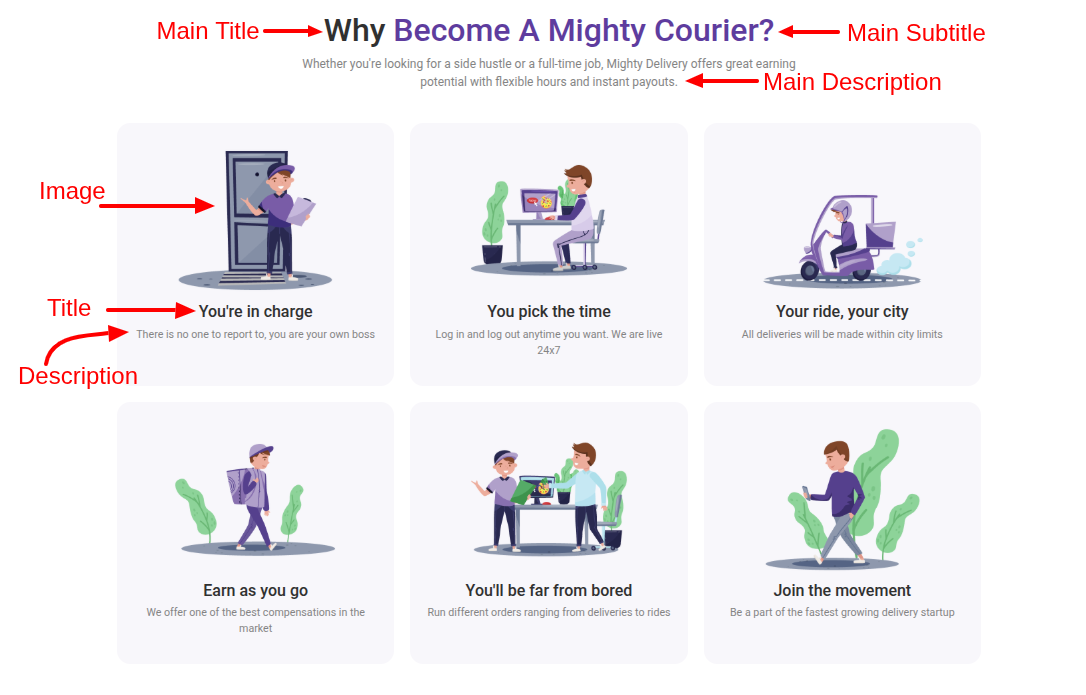 Main Title
Why Become A Mighty Courier?
Main Subtitle
Whether you're looking for a side hustle or a full-time job, Mighty Delivery offers great earning
potential with flexible hours and instant payouts.
Main Description
Image
Title
You're in charge
There is no one to report to, you are your own boss
Description
You pick the time
Log in and log out anytime you want. We are live
24x7
Your ride, your city
All deliveries will be made within city limits
Earn as you go
We offer one of the best compensations in the
market
You'll be far from bored
Run different orders ranging from deliveries to rides
Join the movement
Be a part of the fastest growing delivery startup